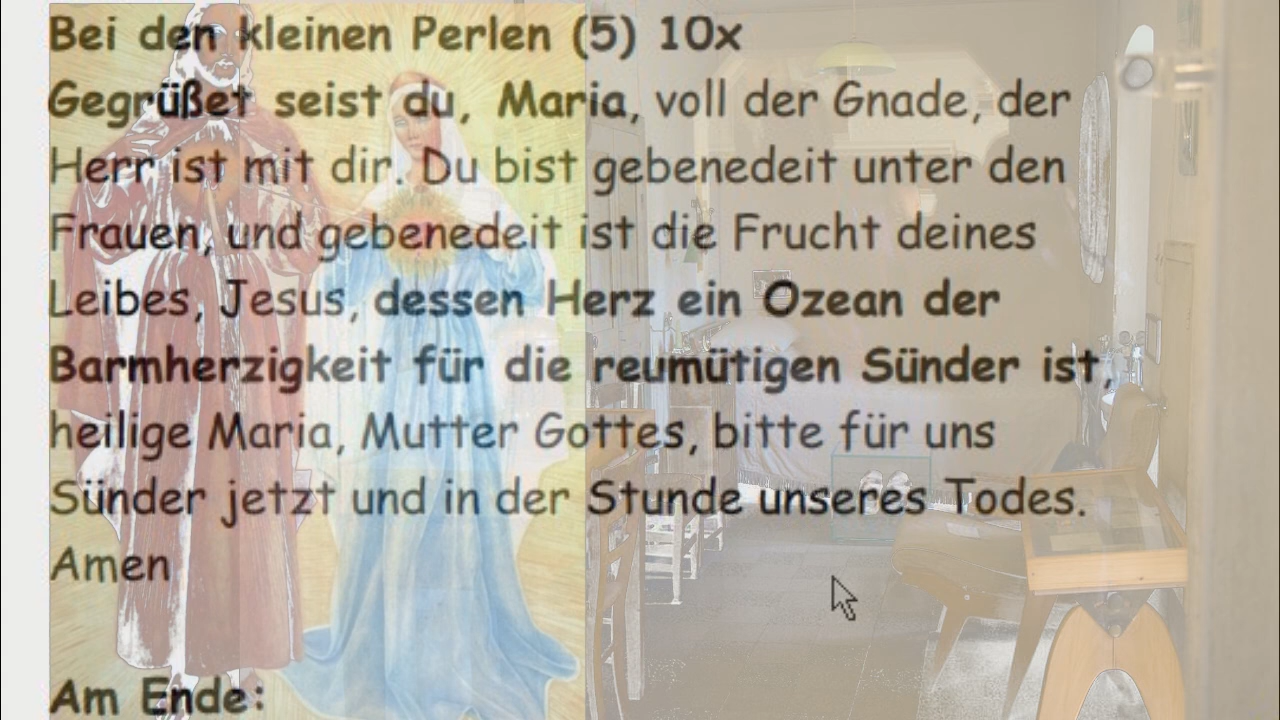 Bei den kleinen Perlen (5) 10x
Gegrüßet seist du, Maria, voll der Gnade, der
Herr ist mit dir. Du bist gebenedeit unter den
Frauen, und gebenedeit ist die Frucht deines
Leibes, Jesus, dessen Herz ein Ozean der
Barmherzigkeit für die reumütigen Sünder ist,
heilige Maria, Mutter Gottes, bitte für uns
Sünder jetzt und in der Stunde unseres Todes.
Amen
Am Ende: